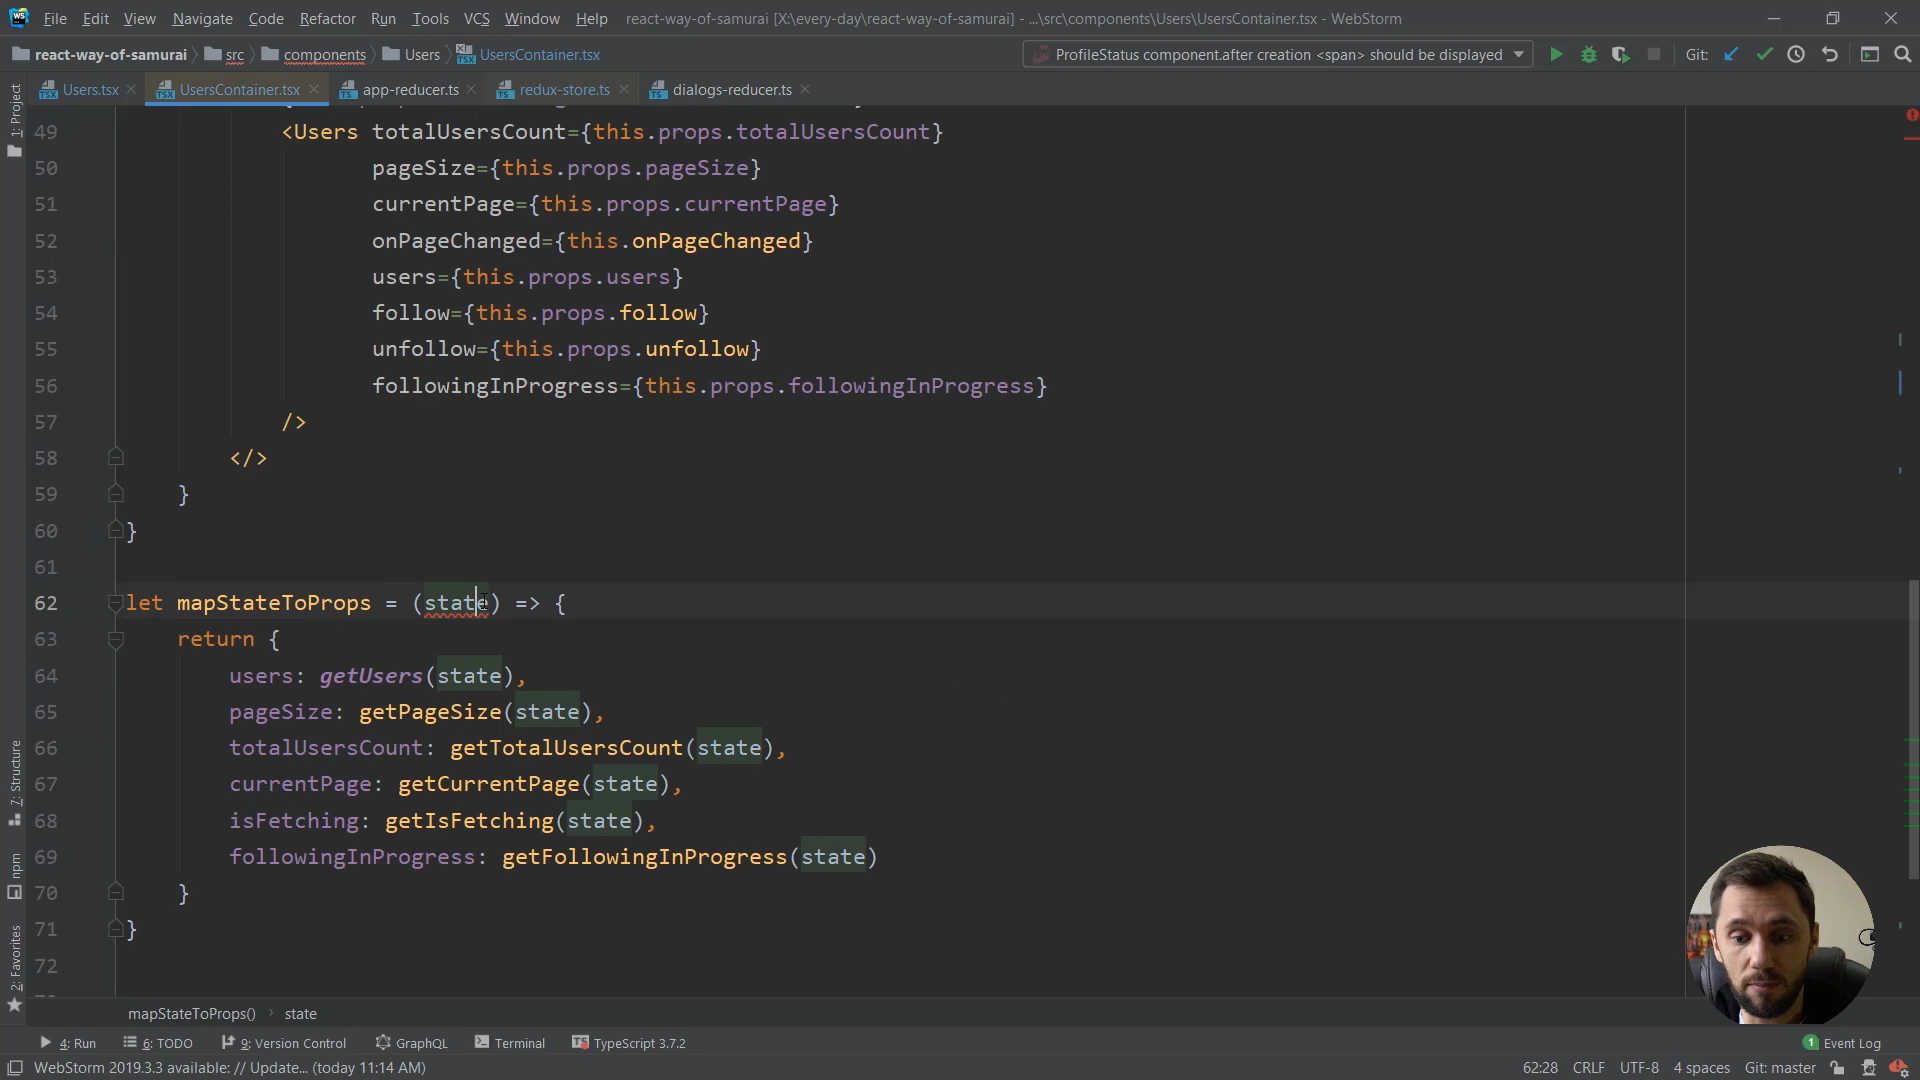 WS File Edit View Navigate Code Refactor Run Tools VCS Window Help react-way-of-samurai [X:\every-day\react-way-of-samurai] - ...\src\components\Users\UsersContainer.tsx - WebStorm
react-way-of-samurai src components Users UsersContainer.tsx ProfileStatus component.after creation <span> should be displayed Git:
Users.tsx UsersContainer.tsx app-reducer.ts redux-store.ts dialogs-reducer.ts
1: Project
49 <Users totalUsersCount={this.props.totalUsersCount}
50 pageSize={this.props.pageSize}
51 currentPage={this.props.currentPage}
52 onPageChanged={this.onPageChanged}
53 users={this.props.users}
54 follow={this.props.follow}
55 unfollow={this.props.unfollow}
56 followingInProgress={this.props.followingInProgress}
57 />
58 </>
59 }
60 }
61
62 let mapStateToProps = (state) => {
63 return {
64 users: getUsers(state),
65 pageSize: getPageSize(state),
66 totalUsersCount: getTotalUsersCount(state),
67 currentPage: getCurrentPage(state),
68 isFetching: getIsFetching(state),
69 followingInProgress: getFollowingInProgress(state)
70 }
71 }
72
7: Structure
npm
2: Favorites
mapStateToProps() state
4: Run 6: TODO 9: Version Control GraphQL Terminal TypeScript 3.7.2 1 Event Log
WebStorm 2019.3.3 available: // Update... (today 11:14 AM) 62:28 CRLF UTF-8 4 spaces Git: master